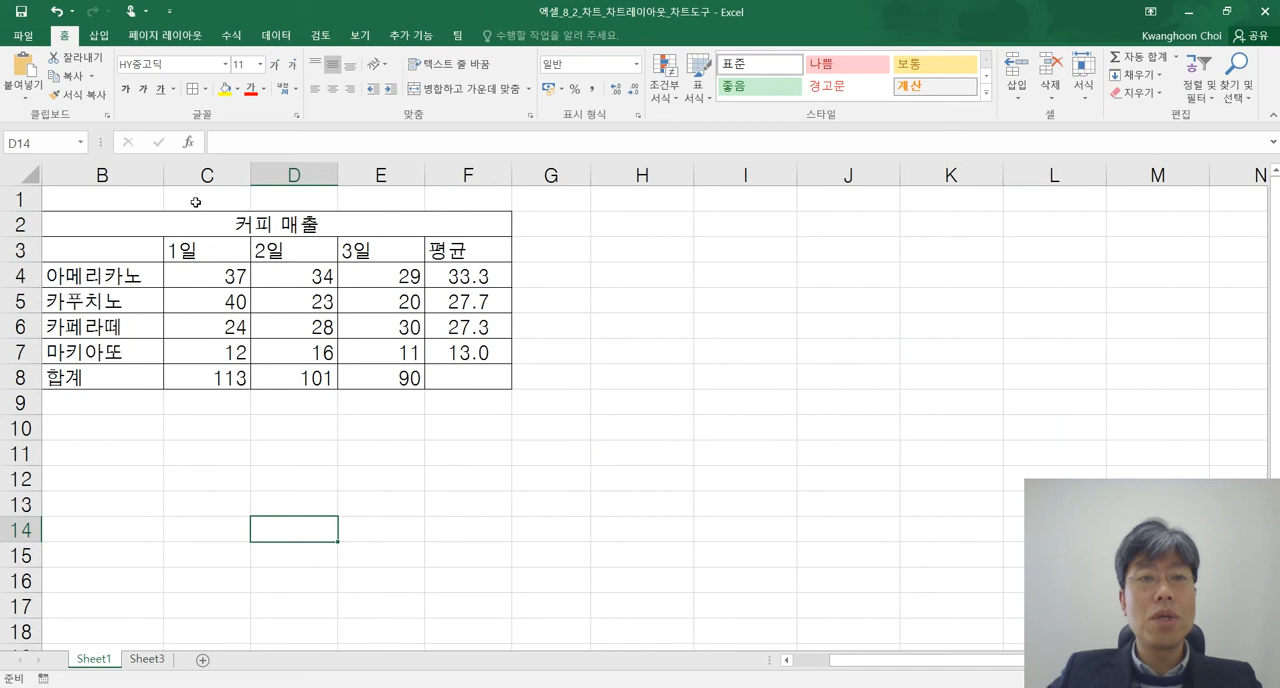 엑셀_8_2_차트_차트레이아웃_차트도구 - Excel
파일 홈 삽입 페이지 레이아웃 수식 데이터 검토 보기 추가 기능 팀 수행할 작업을 알려 주세요. Kwanghoon Choi 공유
붙여넣기 잘라내기 복사 서식 복사
HY중고딕 11 가 가
가 가 가 가
텍스트 줄 바꿈
병합하고 가운데 맞춤
일반
조건부 서식 표 서식
표준 나쁨 보통
좋음 경고문 계산
삽입 삭제 서식
자동 합계 채우기 지우기
정렬 및 필터 찾기 및 선택
클립보드 글꼴 맞춤 표시 형식 스타일 셀 편집
D14 fx
B C D E F G H I J K L M N
1
2 커피 매출
3 1일 2일 3일 평균
4 아메리카노 37 34 29 33.3
5 카푸치노 40 23 20 27.7
6 카페라떼 24 28 30 27.3
7 마키아또 12 16 11 13.0
8 합계 113 101 90
9
10
11
12
13
14
15
16
17
18
Sheet1 Sheet3
준비